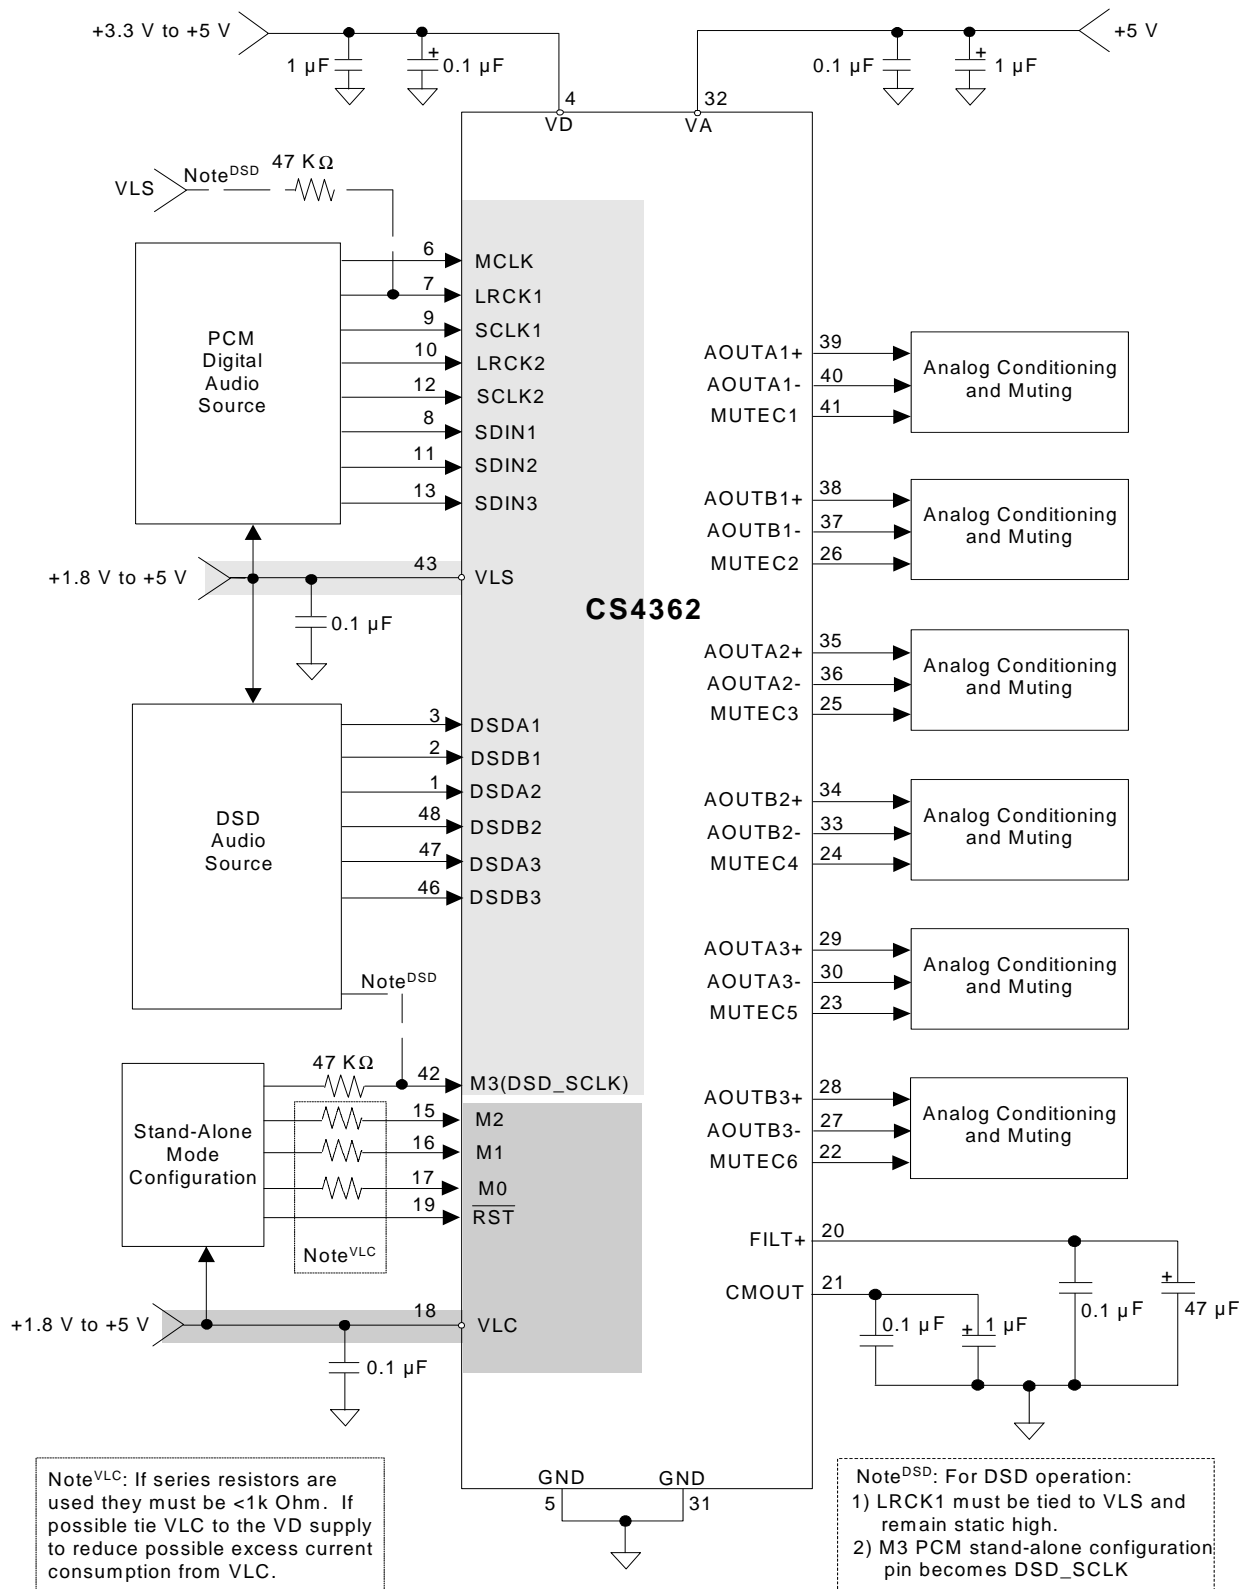 +3.3 V to +5 V
1 µF
+
0.1 µF
0.1 µF
+
1 µF
+5 V
4
32
VD
VA
VLS
Note^DSD
47 KΩ
PCM
Digital
Audio
Source
6
MCLK
7
LRCK1
9
SCLK1
10
LRCK2
12
SCLK2
8
SDIN1
11
SDIN2
13
SDIN3
+1.8 V to +5 V
43
VLS
0.1 µF
CS4362
DSD
Audio
Source
3
DSDA1
2
DSDB1
1
DSDA2
48
DSDB2
47
DSDA3
46
DSDB3
Note^DSD
Stand-Alone
Mode
Configuration
47 KΩ
42
M3(DSD_SCLK)
15
M2
16
M1
17
M0
19
RST
Note^VLC
+1.8 V to +5 V
18
VLC
0.1 µF
AOUTA1+
39
AOUTA1-
40
MUTEC1
41
Analog Conditioning
and Muting
AOUTB1+
38
AOUTB1-
37
MUTEC2
26
Analog Conditioning
and Muting
AOUTA2+
35
AOUTA2-
36
MUTEC3
25
Analog Conditioning
and Muting
AOUTB2+
34
AOUTB2-
33
MUTEC4
24
Analog Conditioning
and Muting
AOUTA3+
29
AOUTA3-
30
MUTEC5
23
Analog Conditioning
and Muting
AOUTB3+
28
AOUTB3-
27
MUTEC6
22
Analog Conditioning
and Muting
FILT+
20
CMOUT
21
0.1 µF
+
1 µF
0.1 µF
+
47 µF
GND
GND
5
31
Note^VLC: If series resistors are
used they must be <1k Ohm. If
possible tie VLC to the VD supply
to reduce possible excess current
consumption from VLC.
Note^DSD: For DSD operation:
1) LRCK1 must be tied to VLS and
remain static high.
2) M3 PCM stand-alone configuration
pin becomes DSD_SCLK